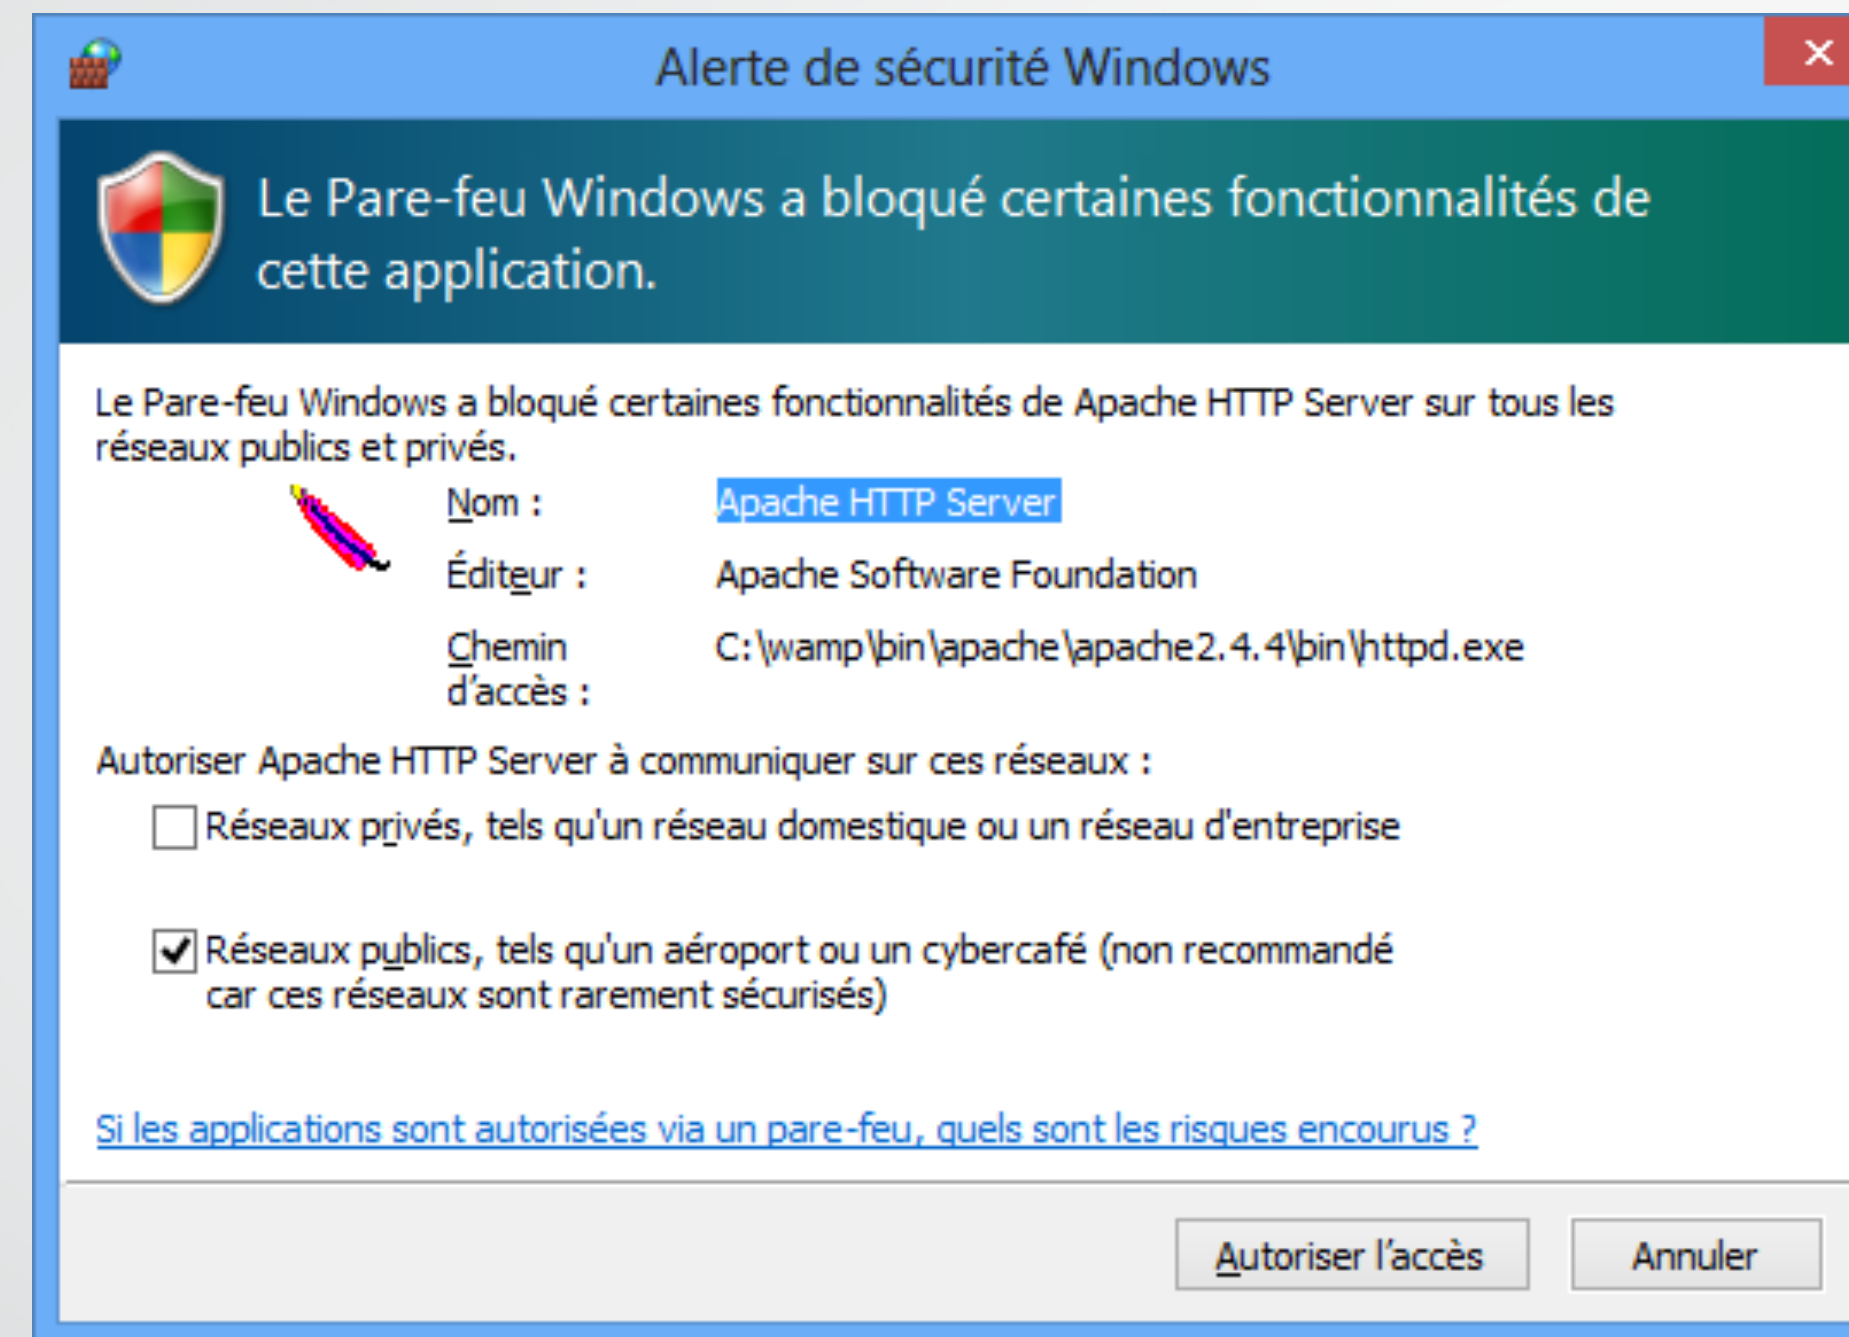 Alerte de sécurité Windows
Le Pare-feu Windows a bloqué certaines fonctionnalités de
cette application.
Le Pare-feu Windows a bloqué certaines fonctionnalités de Apache HTTP Server sur tous les
réseaux publics et privés.
Nom : Apache HTTP Server
Éditeur : Apache Software Foundation
Chemin d'accès : C:\wamp\bin\apache\apache2.4.4\bin\httpd.exe
Autoriser Apache HTTP Server à communiquer sur ces réseaux :
Réseaux privés, tels qu'un réseau domestique ou un réseau d'entreprise
Réseaux publics, tels qu'un aéroport ou un cybercafé (non recommandé
car ces réseaux sont rarement sécurisés)
Si les applications sont autorisées via un pare-feu, quels sont les risques encourus ?
Autoriser l'accès Annuler